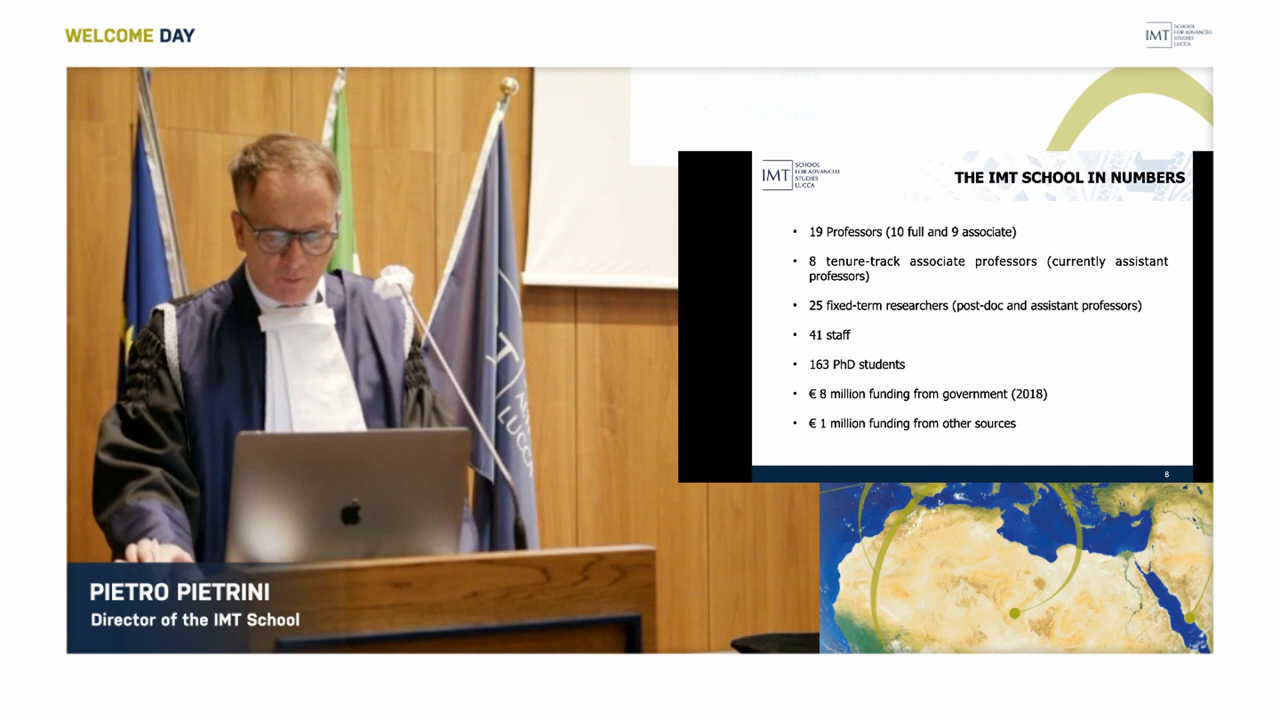 WELCOME DAY
IMT
SCHOOL
FOR ADVANCED
STUDIES
LUCCA
IMT
SCHOOL
FOR ADVANCED
STUDIES
LUCCA
THE IMT SCHOOL IN NUMBERS
• 19 Professors (10 full and 9 associate)
• 8 tenure-track associate professors (currently assistant
professors)
• 25 fixed-term researchers (post-doc and assistant professors)
• 41 staff
• 163 PhD students
• € 8 million funding from government (2018)
• € 1 million funding from other sources
8
LUCCA
PIETRO PIETRINI
Director of the IMT School